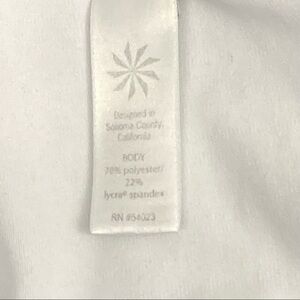 Designed in
Sonoma County,
California
BODY
78% polyester/
22%
lycra® spandex
RN #54023